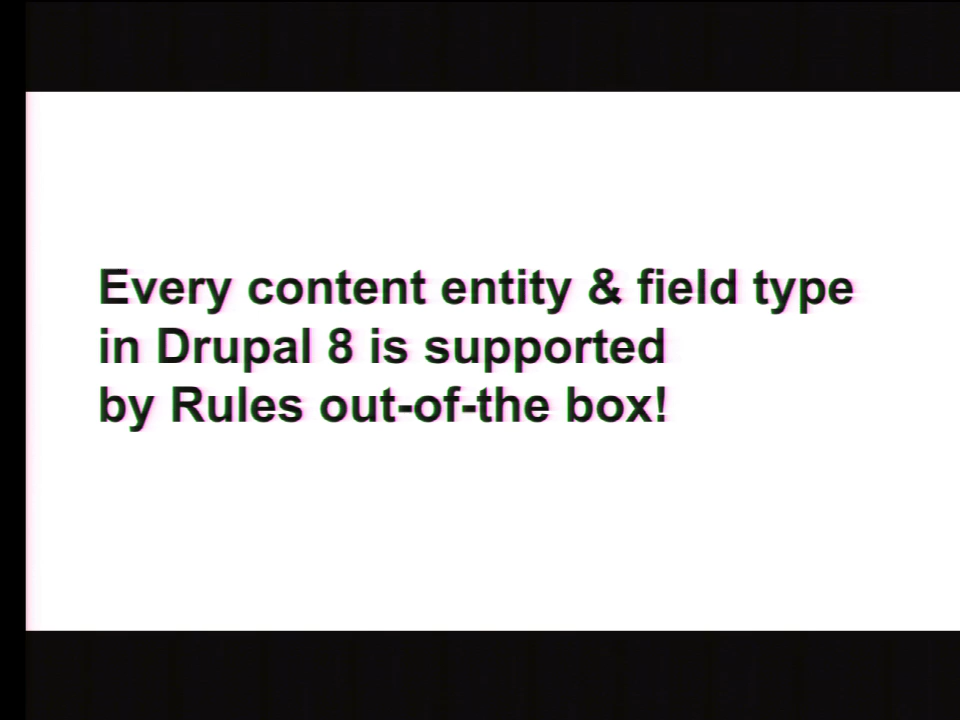 Every content entity & field type
in Drupal 8 is supported
by Rules out-of-the box!